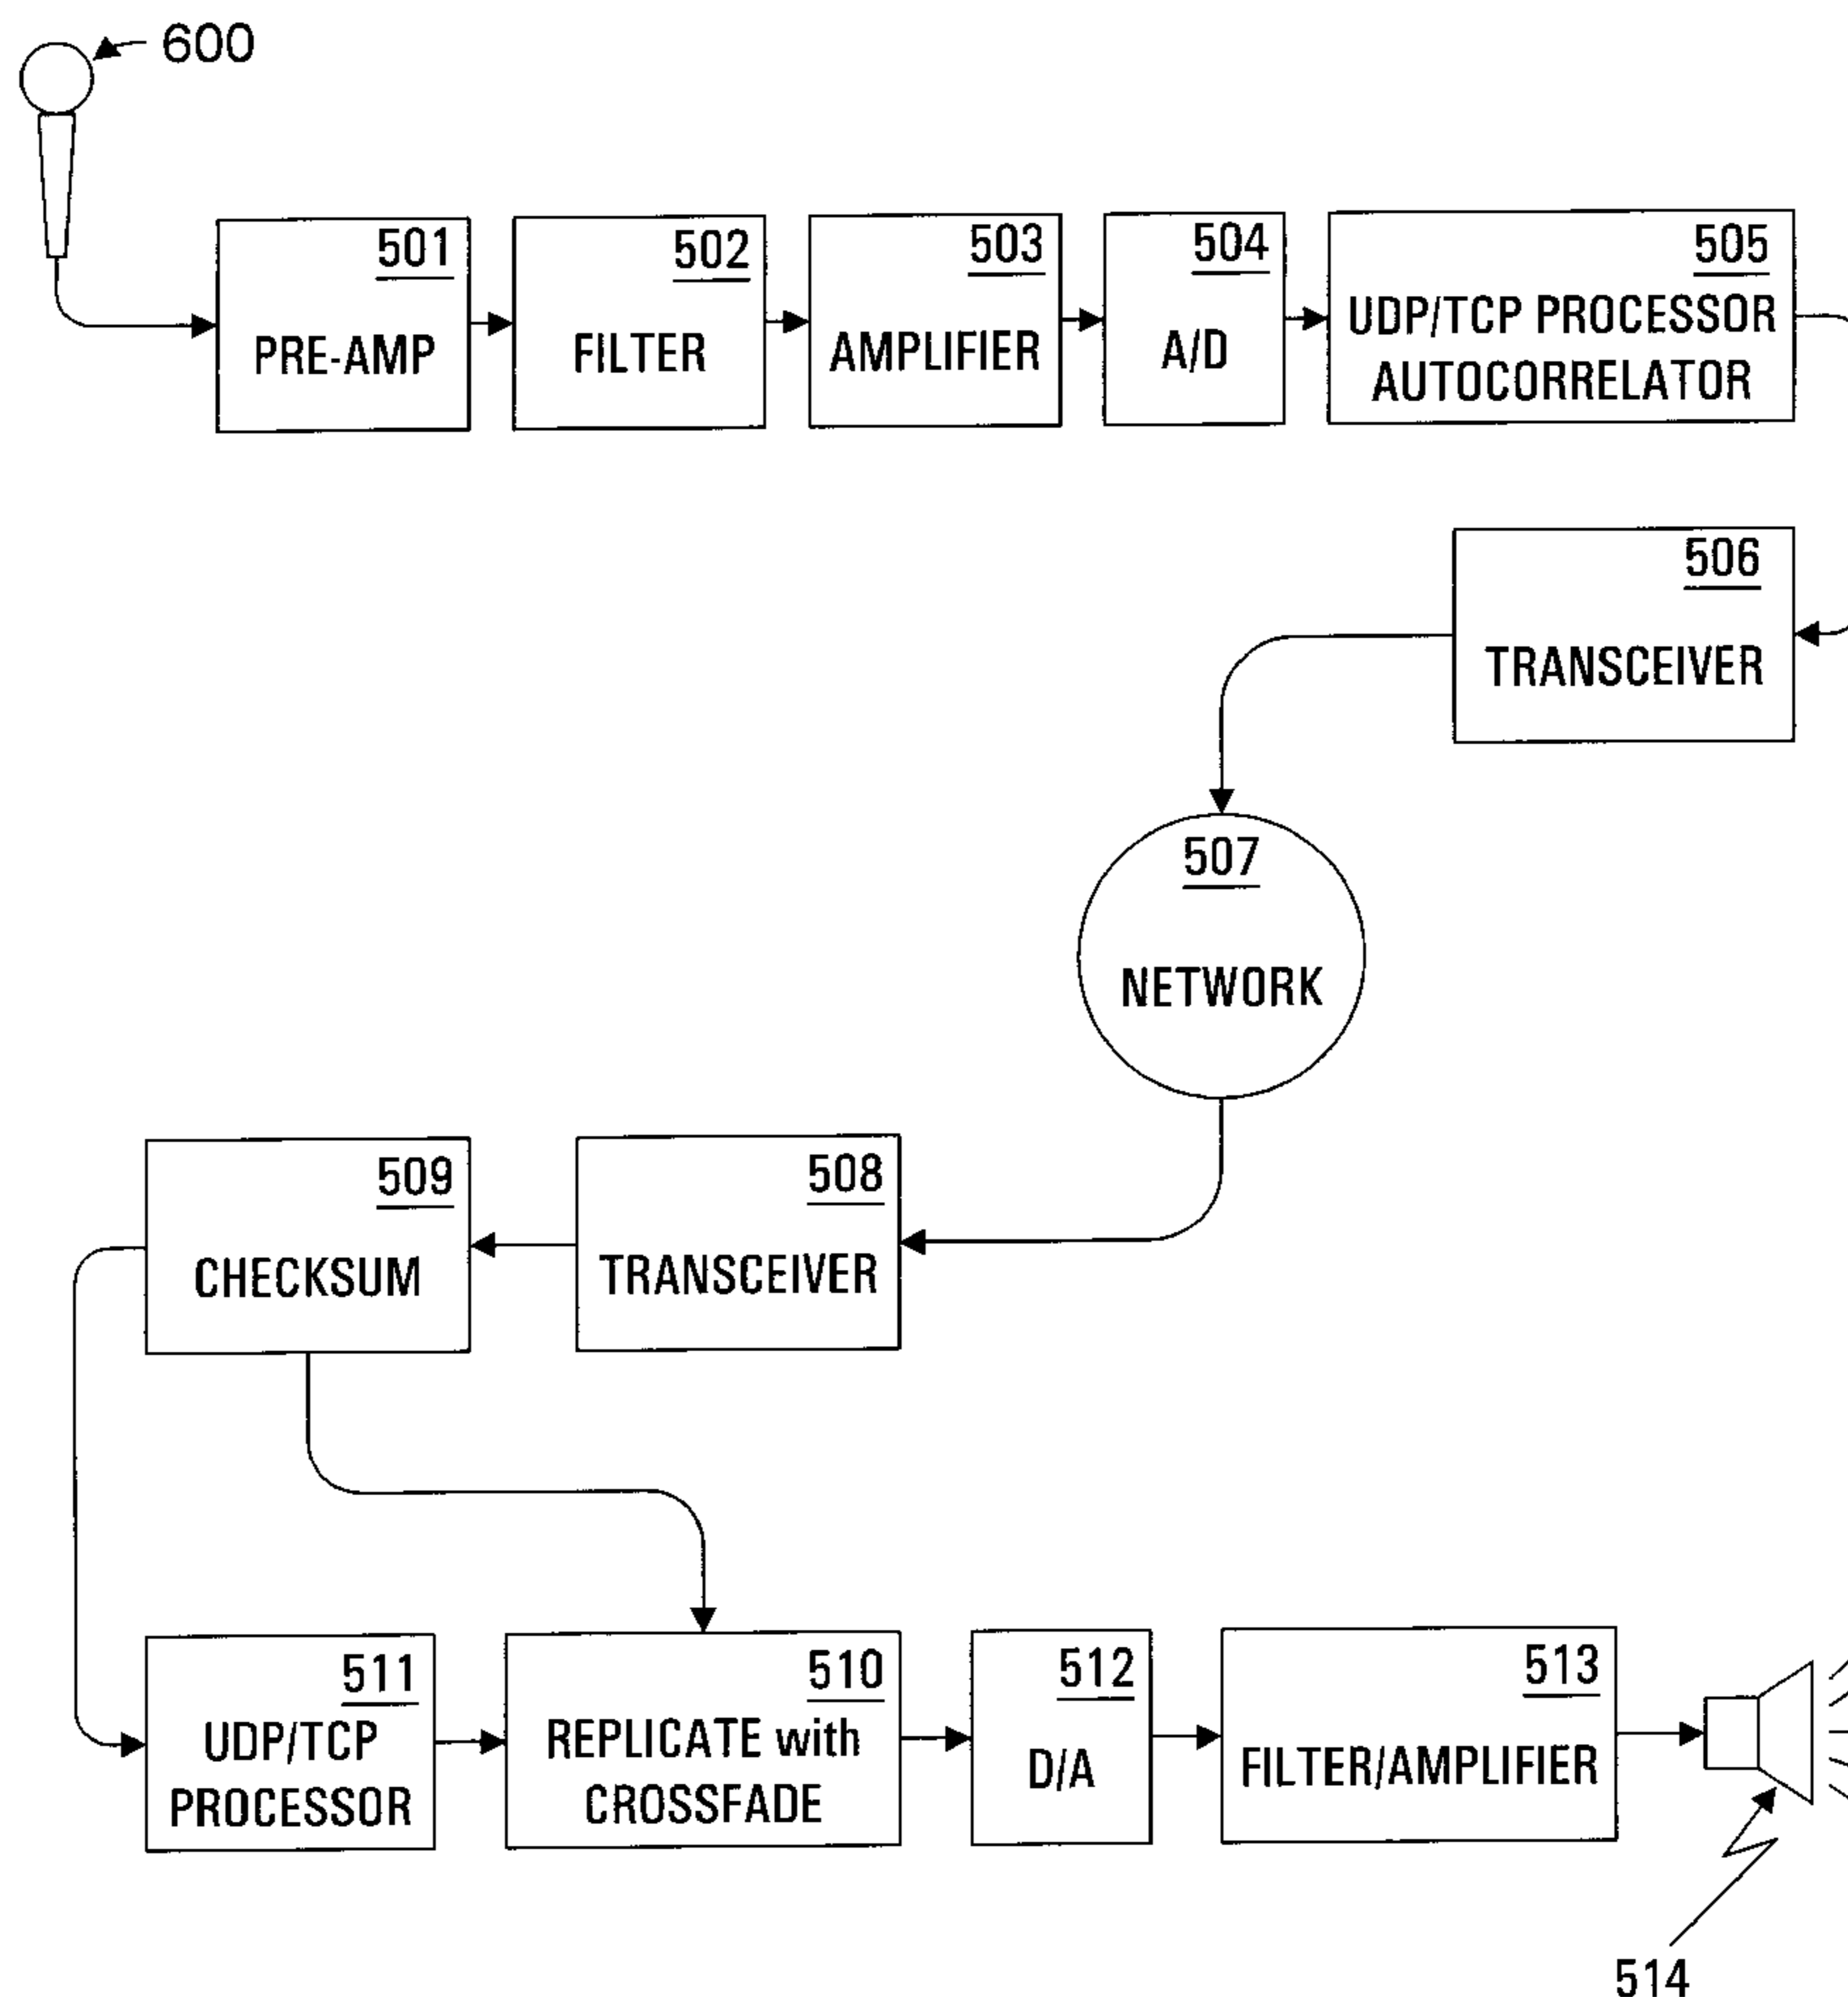 600
501
PRE-AMP
502
FILTER
503
AMPLIFIER
504
A/D
505
UDP/TCP PROCESSOR
AUTOCORRELATOR
506
TRANSCEIVER
507
NETWORK
508
TRANSCEIVER
509
CHECKSUM
511
UDP/TCP
PROCESSOR
510
REPLICATE with
CROSSFADE
512
D/A
513
FILTER/AMPLIFIER
514